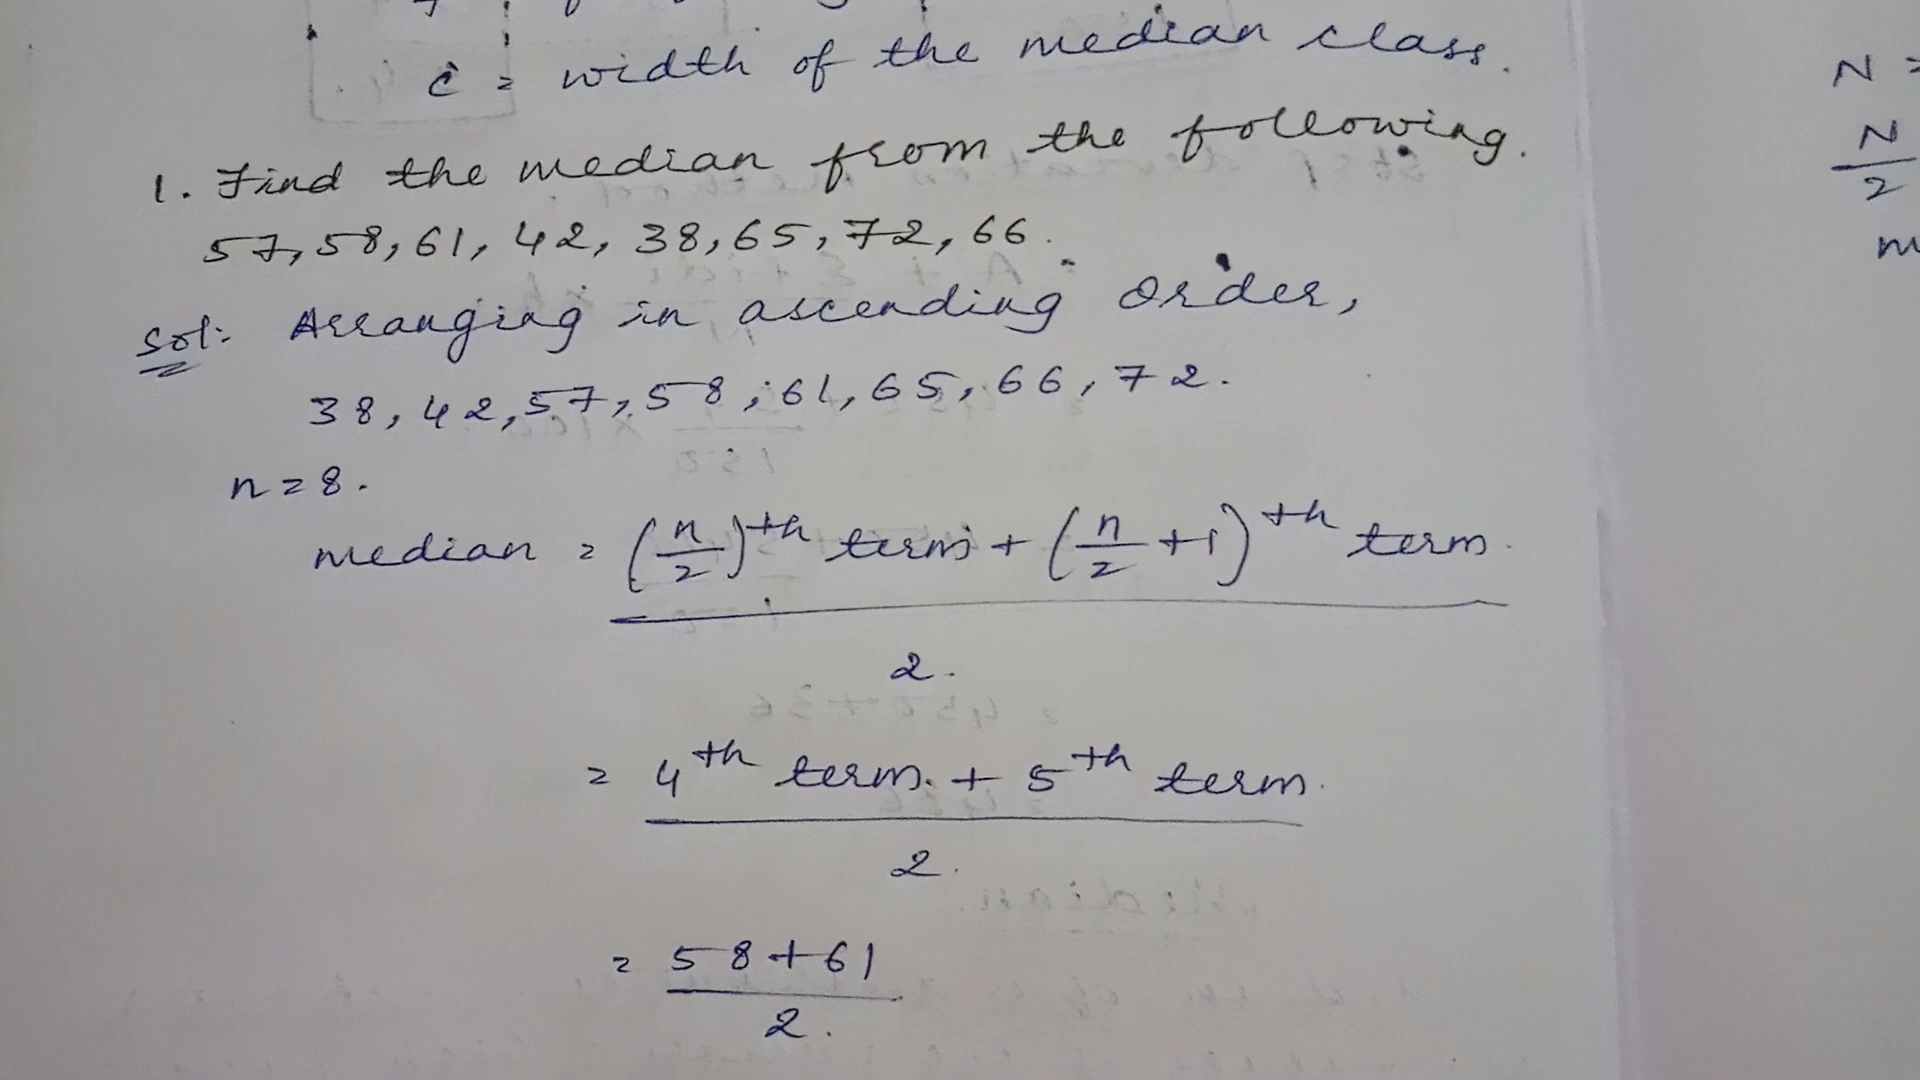 c = width of the median class.
1. Find the median from the following.
57, 58, 61, 42, 38, 65, 72, 66.
Sol: Arranging in ascending order,
38, 42, 57, 58, 61, 65, 66, 72.
n = 8.
median = (n/2)th term + (n/2 + 1)th term
2.
= 4th term + 5th term
2.
= 58 + 61
2.
N =
N
2
m